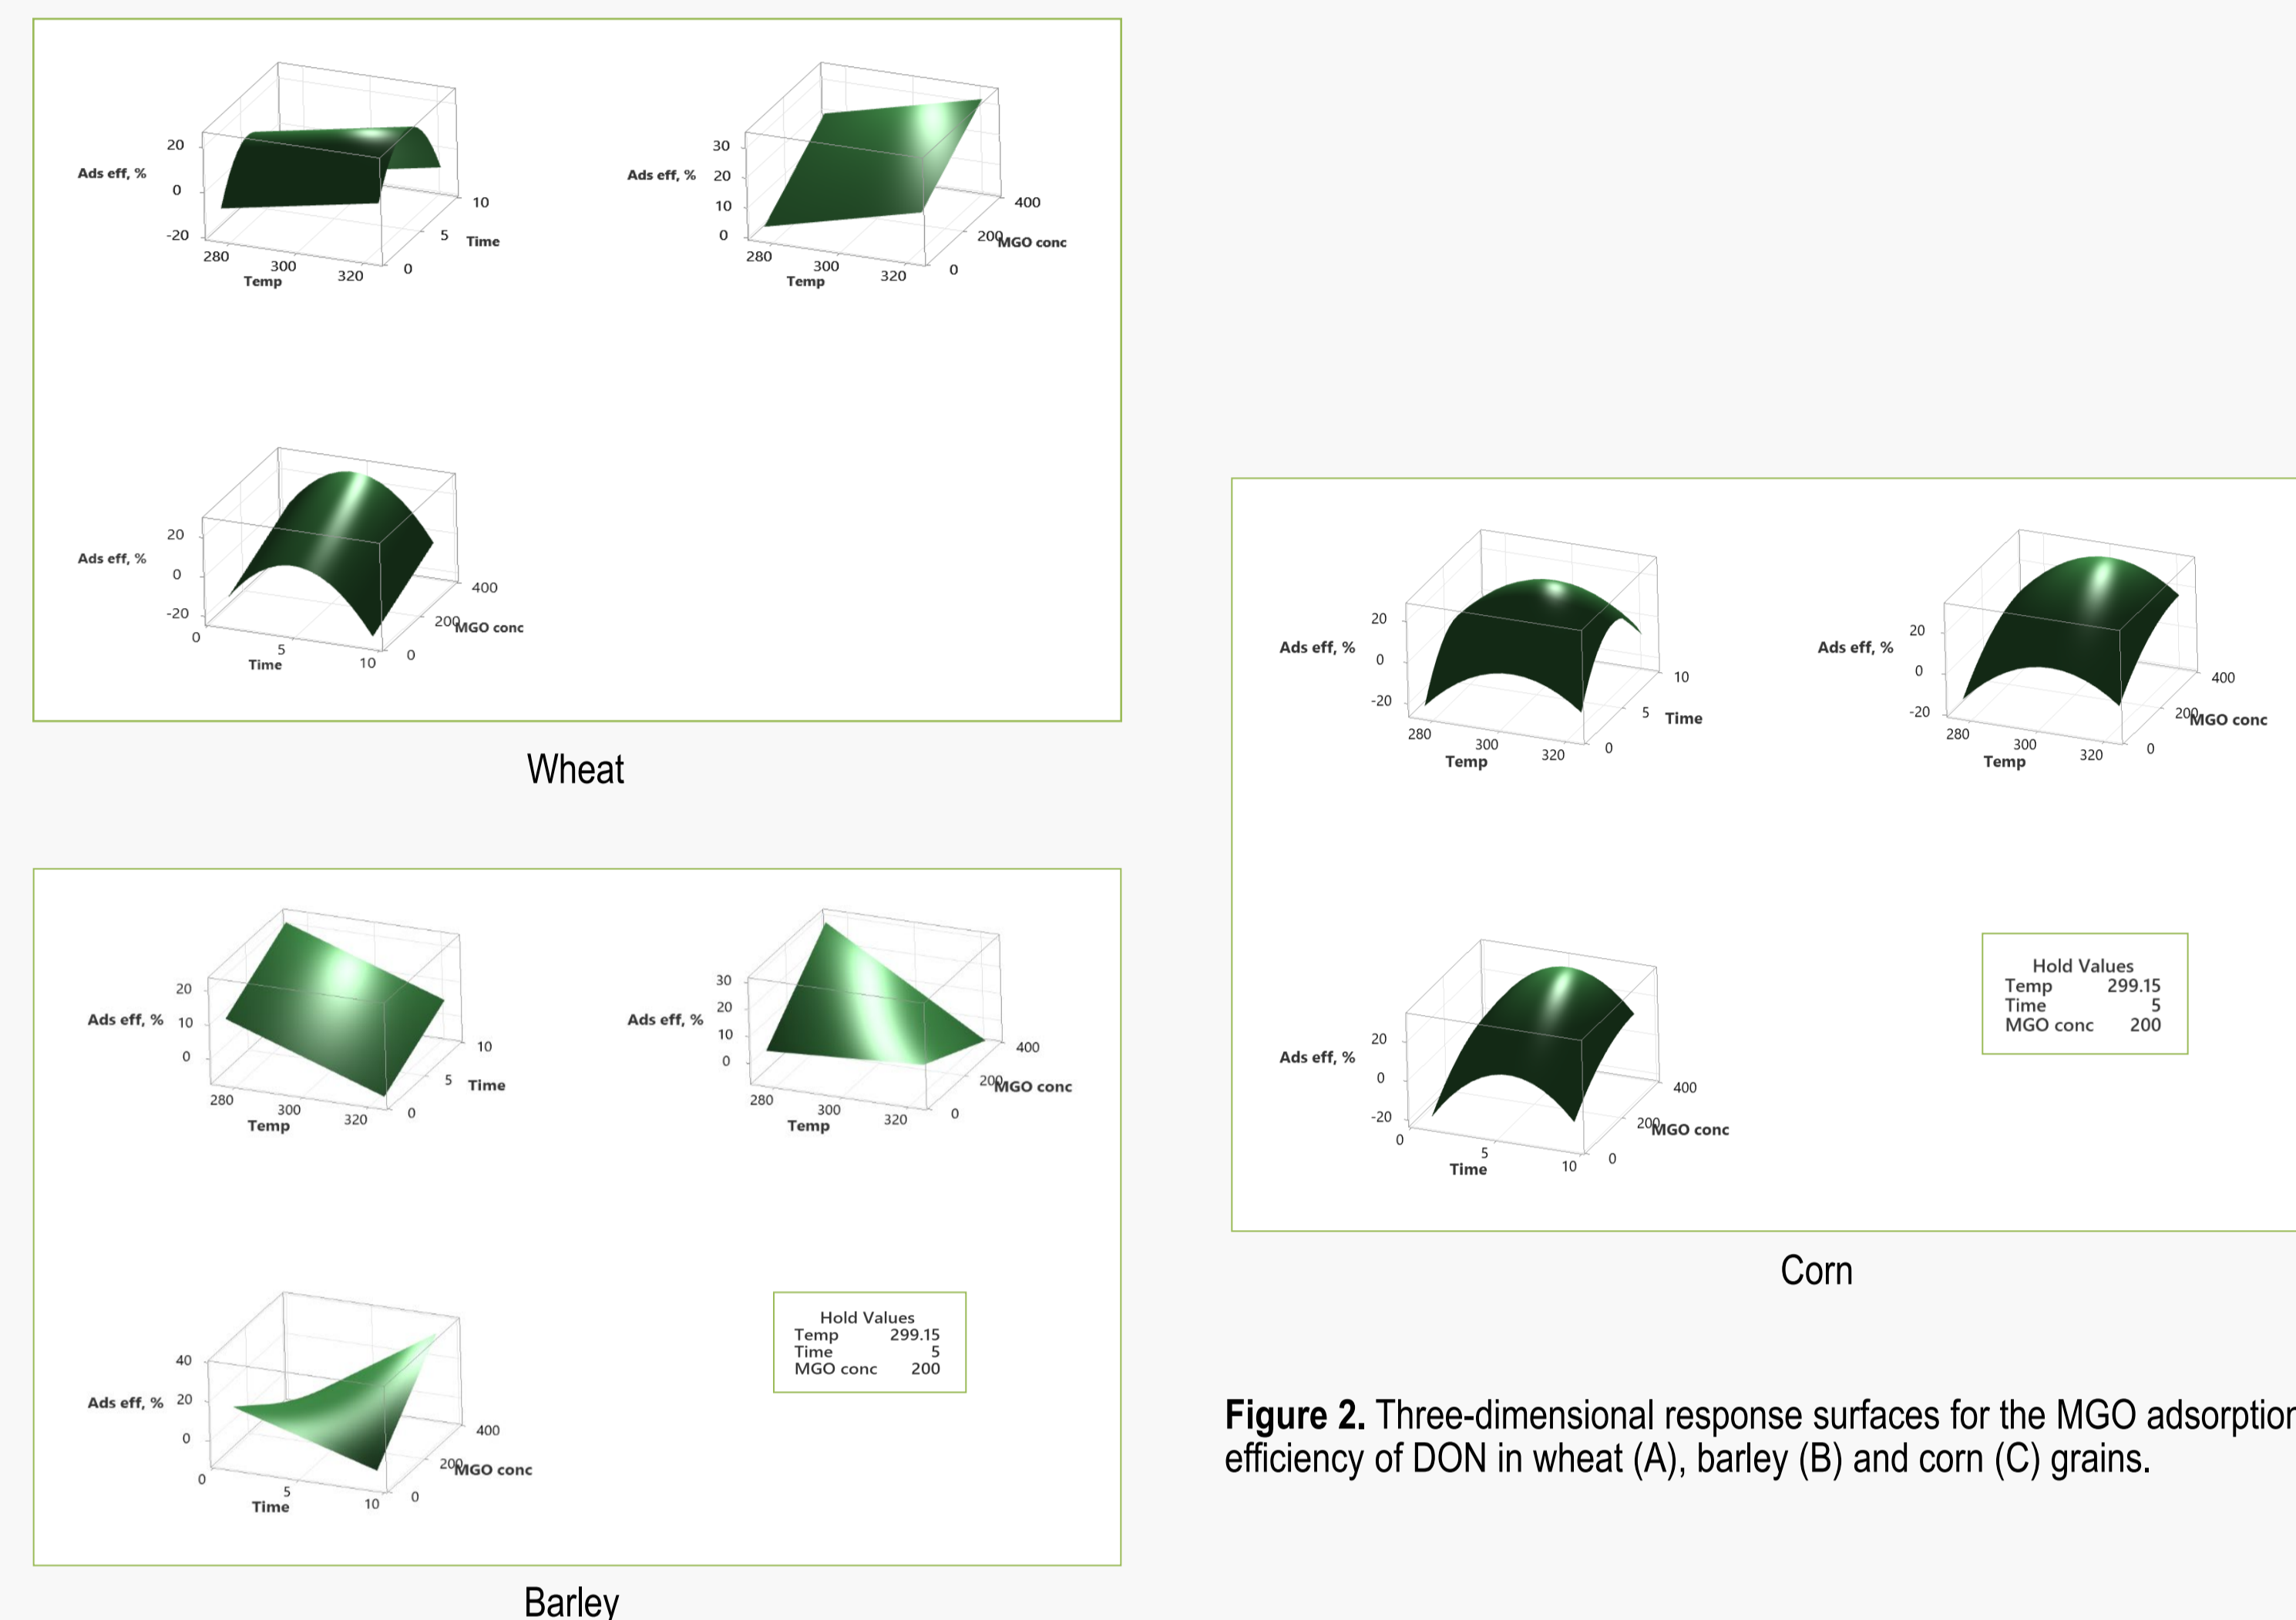 20
Ads eff, %
0
-20
280
300
320
Temp
0
5
10
Time
30
Ads eff, %
20
10
0
280
300
320
Temp
0
200
400
MGO conc
20
Ads eff, %
0
-20
0
5
10
Time
0
200
400
MGO conc
Wheat
20
Ads eff, %
10
0
280
300
320
Temp
0
5
10
Time
30
20
Ads eff, %
10
0
280
300
320
Temp
0
200
400
MGO conc
40
Ads eff, %
20
0
0
5
10
Time
0
200
400
MGO conc
Hold Values
Temp 299.15
Time 5
MGO conc 200
Barley
20
Ads eff, %
0
-20
280
300
320
Temp
0
5
10
Time
20
Ads eff, %
0
-20
280
300
320
Temp
0
200
400
MGO conc
20
Ads eff, %
0
-20
0
5
10
Time
0
200
400
MGO conc
Hold Values
Temp 299.15
Time 5
MGO conc 200
Corn
Figure 2. Three-dimensional response surfaces for the MGO adsorption
efficiency of DON in wheat (A), barley (B) and corn (C) grains.